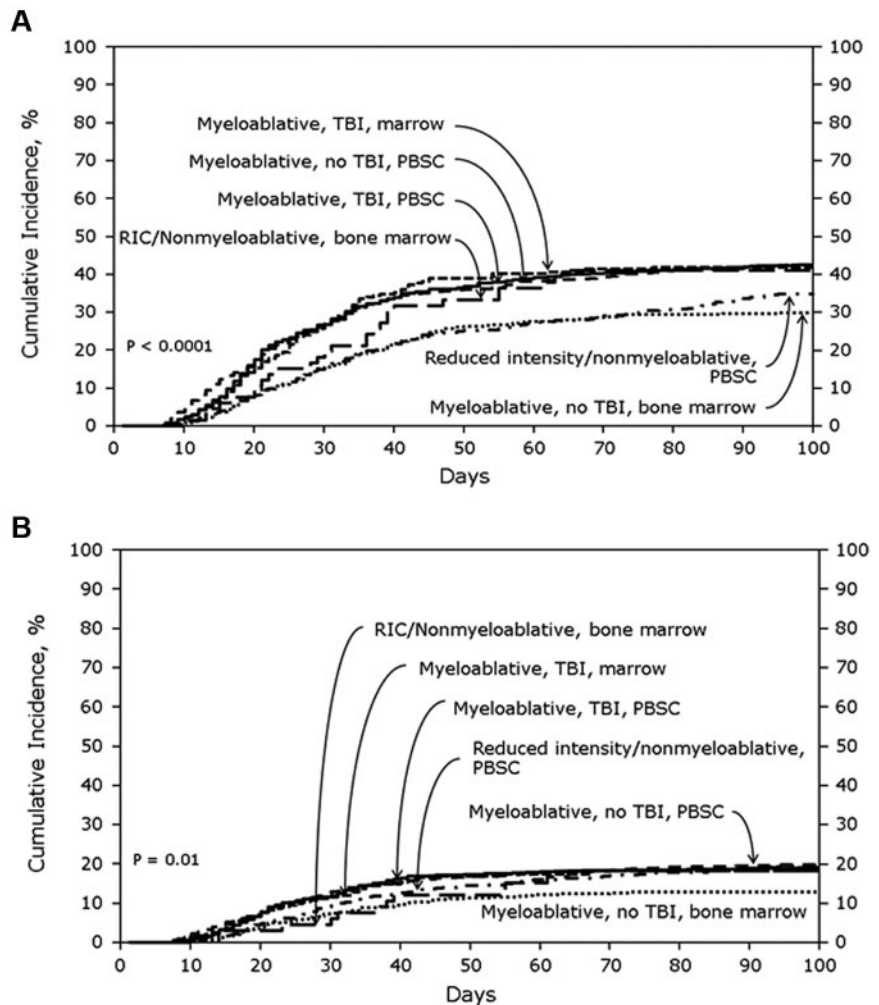 A
100
90
80
70
60
50
40
30
20
10
0
Cumulative Incidence, %
100
90
80
70
60
50
40
30
20
10
0
Myeloablative, TBI, marrow
Myeloablative, no TBI, PBSC
Myeloablative, TBI, PBSC
RIC/Nonmyeloablative, bone marrow
P < 0.0001
Reduced intensity/nonmyeloablative,
PBSC
Myeloablative, no TBI, bone marrow
0 10 20 30 40 50 60 70 80 90 100
Days
B
100
90
80
70
60
50
40
30
20
10
0
Cumulative Incidence, %
100
90
80
70
60
50
40
30
20
10
0
RIC/Nonmyeloablative, bone marrow
Myeloablative, TBI, marrow
Myeloablative, TBI, PBSC
Reduced intensity/nonmyeloablative,
PBSC
Myeloablative, no TBI, PBSC
P = 0.01
Myeloablative, no TBI, bone marrow
0 10 20 30 40 50 60 70 80 90 100
Days